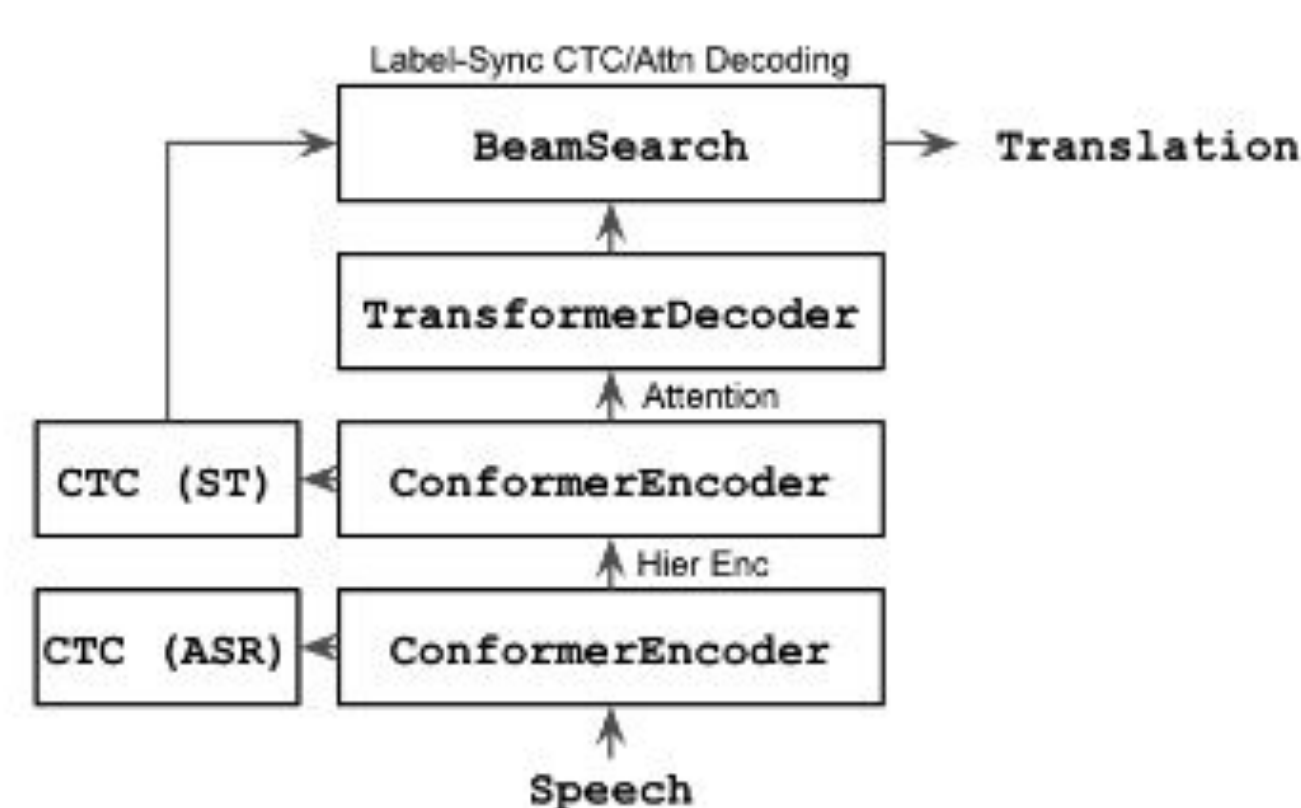 Label-Sync CTC/Attn Decoding
BeamSearch
Translation
TransformerDecoder
Attention
CTC (ST)
ConformerEncoder
Hier Enc
CTC (ASR)
ConformerEncoder
Speech